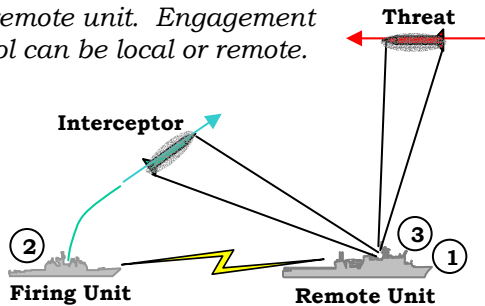 remote unit. Engagement
ol can be local or remote.
Threat
Interceptor
2
3
1
Firing Unit
Remote Unit